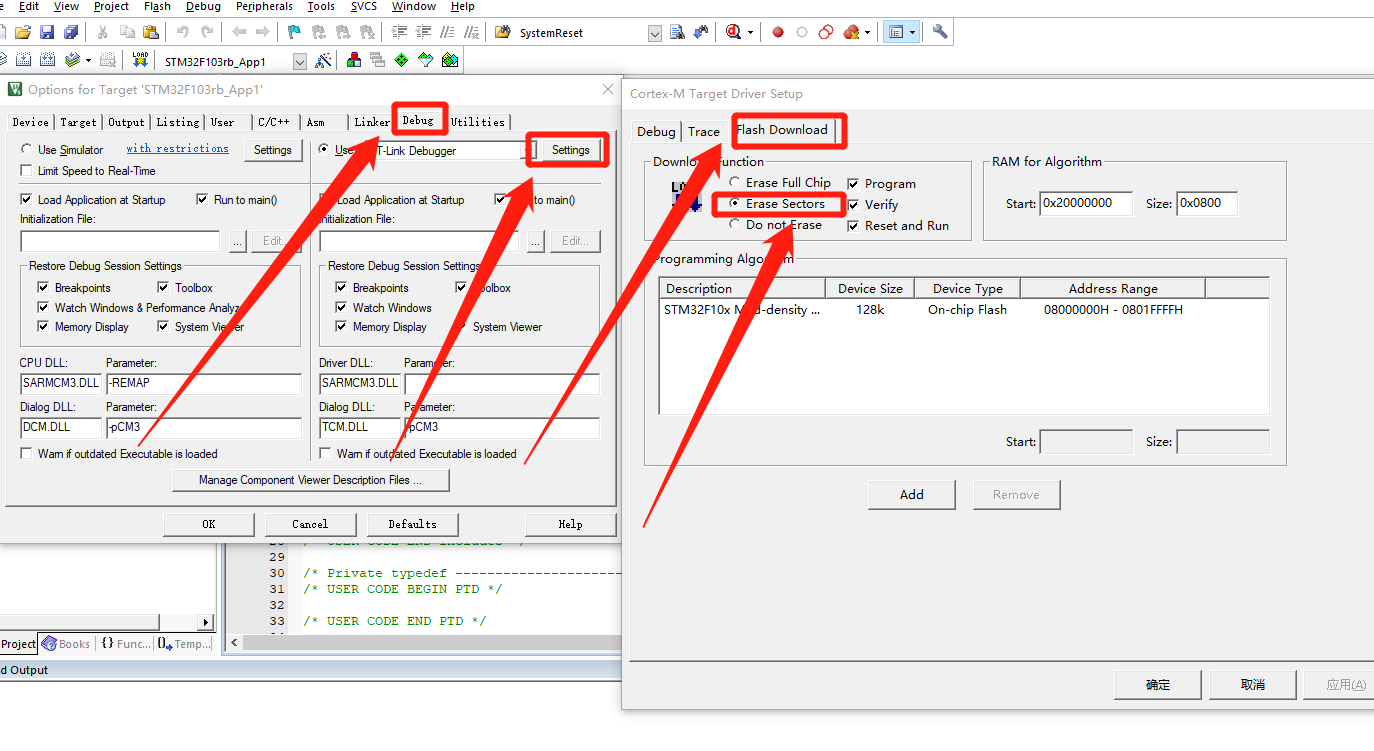 Edit View Project Flash Debug Peripherals Tools SVCS Window Help
SystemReset
LOAD STM32F103rb_App1
Options for Target 'STM32F103rb_App1'
Device Target Output Listing User C/C++ Asm Linker Debug Utilities
Use Simulator with restrictions Settings
Limit Speed to Real-Time
Use T-Link Debugger Settings
Load Application at Startup Run to main()
Initialization File:
... Edit...
Load Application at Startup to main()
Initialization File:
... Edit...
Restore Debug Session Settings
Breakpoints Toolbox
Watch Windows & Perfomance Analyz
Memory Display System Viewer
Restore Debug Session Settings
Breakpoints olbox
Watch Windows
Memory Display System Viewer
CPU DLL: Parameter:
SARMCM3.DLL -REMAP
Dialog DLL: Parameter:
DCM.DLL -pCM3
Warn if outdated Executable is loaded
Driver DLL: Parameter:
SARMCM3.DLL
Dialog DLL: Parameter:
TCM.DLL -pCM3
Warn if outdated Executable is loaded
Manage Component Viewer Description Files ...
OK Cancel Defaults Help
29
30 /* Private typedef -----------------------
31 /* USER CODE BEGIN PTD */
32
33 /* USER CODE END PTD */
Project Books {} Func... Temp...
d Output
Cortex-M Target Driver Setup
Debug Trace Flash Download
Download Function
Erase Full Chip Program
Erase Sectors Verify
Do not Erase Reset and Run
RAM for Algorithm
Start: 0x20000000 Size: 0x0800
Programming Algorithm
Description Device Size Device Type Address Range
STM32F10x Med-density ... 128k On-chip Flash 08000000H - 0801FFFFH
Start: Size:
Add Remove
确定 取消 应用(A)